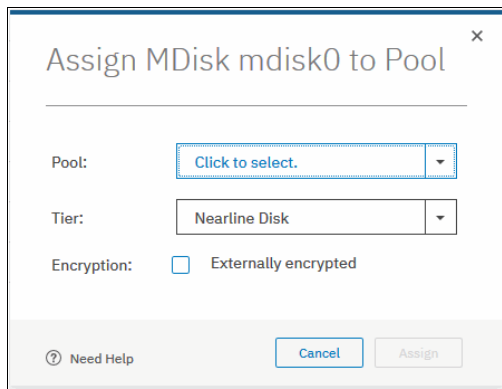 Assign MDisk mdisk0 to Pool
Pool: Click to select.
Tier: Nearline Disk
Encryption: Externally encrypted
Need Help Cancel Assign